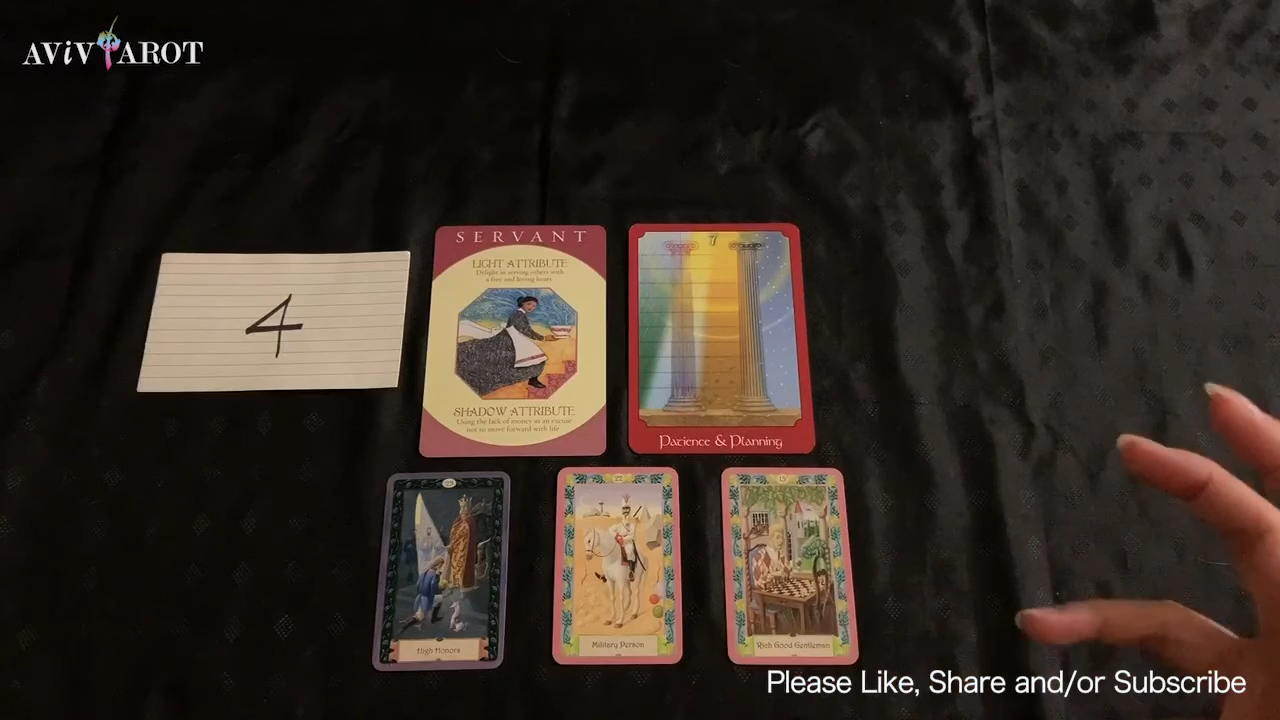 AViV TAROT
4
SERVANT
LIGHT ATTRIBUTE
Delight in serving others with
a free and loving heart
SHADOW ATTRIBUTE
Using the lack of money as an excuse
not to move forward with life
7
Patience & Planning
High Honors
22
Military Person
13
Rich Good Gentleman
Please Like, Share and/or Subscribe